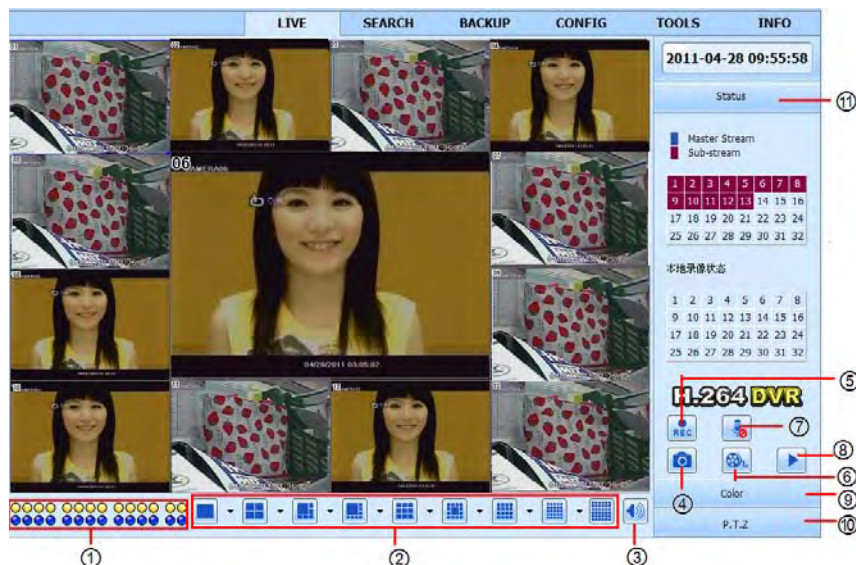 LIVE SEARCH BACKUP CONFIG TOOLS INFO
2011-04-28 09:55:58
Status
⑪
Master Stream
Sub-stream
1 2 3 4 5 6 7 8
9 10 11 12 13 14 15 16
17 18 19 20 21 22 23 24
25 26 27 28 29 30 31 32
本地录像状态
1 2 3 4 5 6 7 8
9 10 11 12 13 14 15 16
17 18 19 20 21 22 23 24
25 26 27 28 29 30 31 32
06
CAMERA06
04/28/2011 03:05:02
H.264 DVR
REC
⑤
⑦
⑧
⑥
④
Color
⑨
P.T.Z
⑩
① ② ③